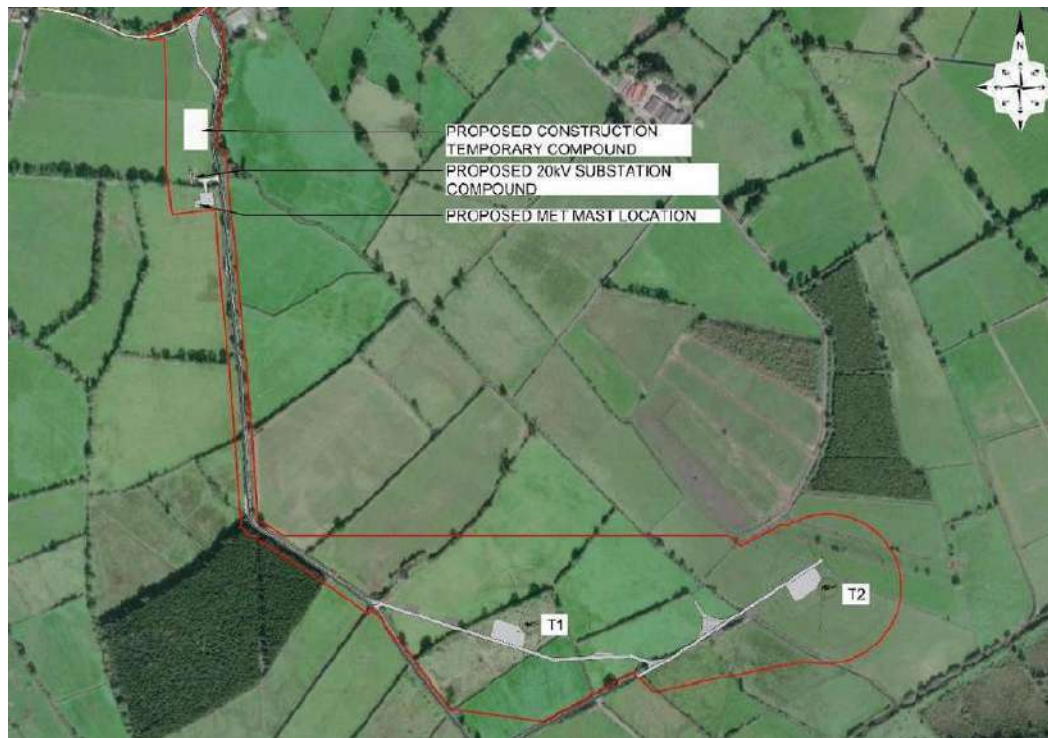 N
PROPOSED CONSTRUCTION
TEMPORARY COMPOUND
PROPOSED 20kV SUBSTATION
COMPOUND
PROPOSED MET MAST LOCATION
T2
T1